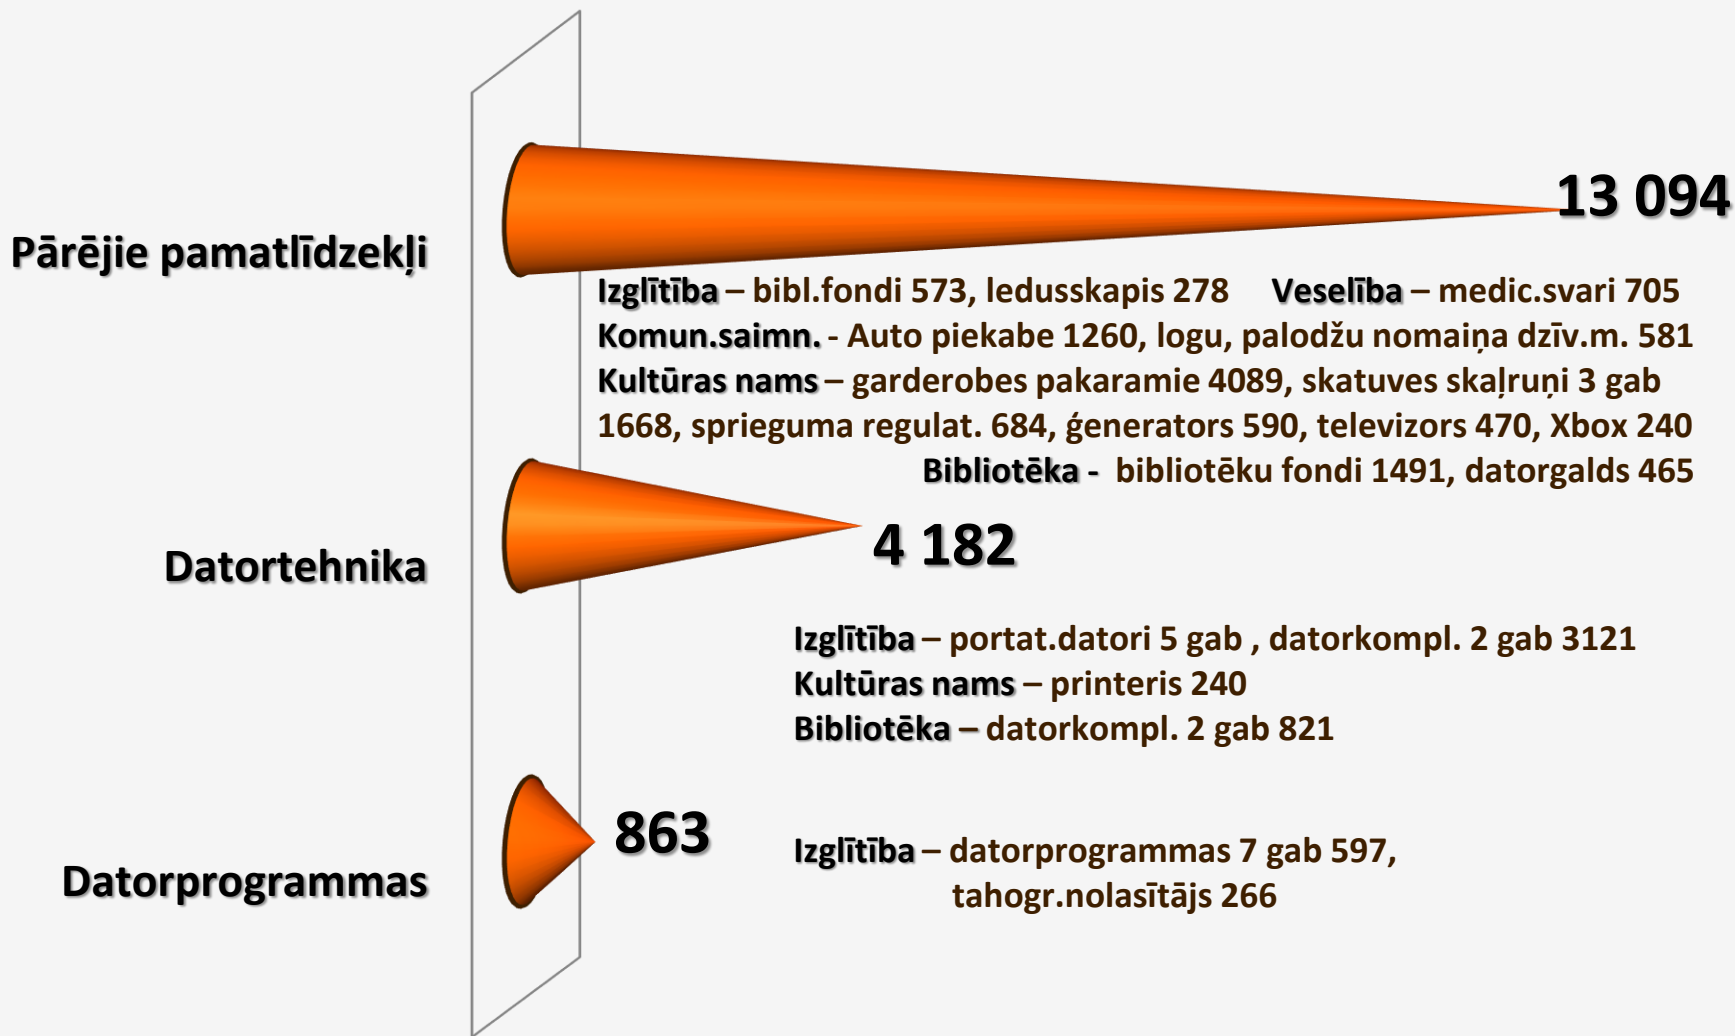 13 094
Pārējie pamatlīdzekļi
Izglītība – bibl.fondi 573, ledusskapis 278 Veselība – medic.svari 705
Komun.saimn. - Auto piekabe 1260, logu, palodžu nomaiņa dzīv.m. 581
Kultūras nams – garderobes pakaramie 4089, skatuves skaļruņi 3 gab
1668, sprieguma regulat. 684, ģenerators 590, televizors 470, Xbox 240
Bibliotēka - bibliotēku fondi 1491, datorgalds 465
4 182
Datortehnika
Izglītība – portat.datori 5 gab , datorkompl. 2 gab 3121
Kultūras nams – printeris 240
Bibliotēka – datorkompl. 2 gab 821
863
Datorprogrammas
Izglītība – datorprogrammas 7 gab 597,
tahogr.nolasītājs 266